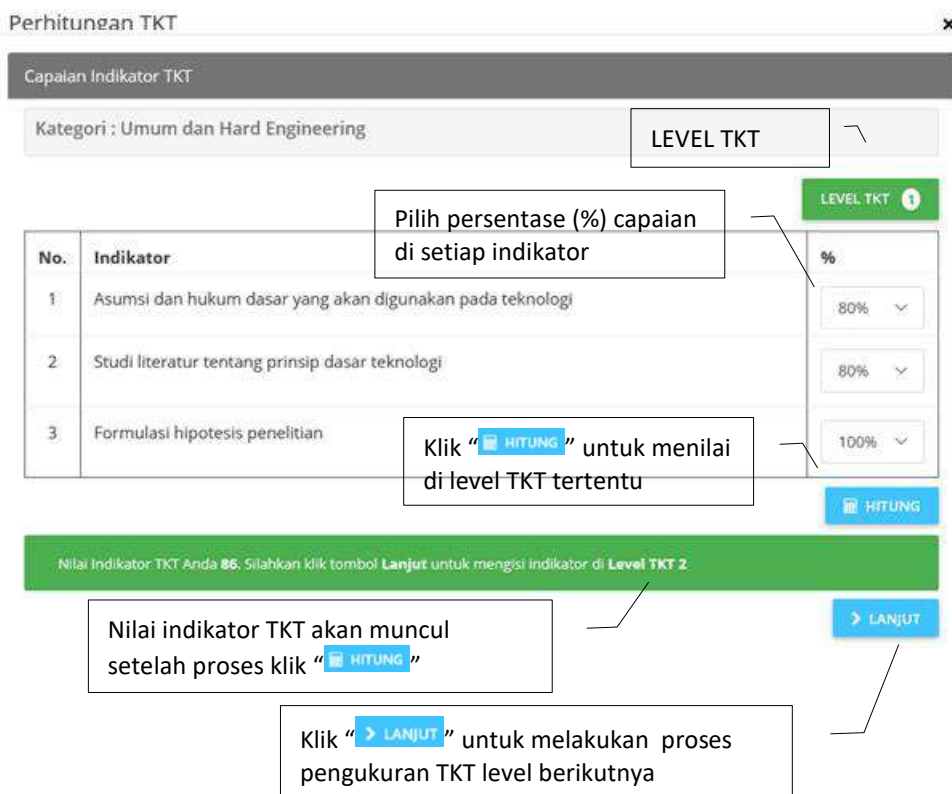 Perhitungan TKT
Capaian Indikator TKT
Kategori : Umum dan Hard Engineering
LEVEL TKT
LEVEL TKT 1
Pilih persentase (%) capaian
di setiap indikator
No. Indikator %
1 Asumsi dan hukum dasar yang akan digunakan pada teknologi 80%
2 Studi literatur tentang prinsip dasar teknologi 80%
3 Formulasi hipotesis penelitian 100%
Klik “ HITUNG ” untuk menilai
di level TKT tertentu
HITUNG
Nilai Indikator TKT Anda 86. Silahkan klik tombol Lanjut untuk mengisi indikator di Level TKT 2
LANJUT
Nilai indikator TKT akan muncul
setelah proses klik “ HITUNG ”
Klik “ LANJUT ” untuk melakukan proses
pengukuran TKT level berikutnya